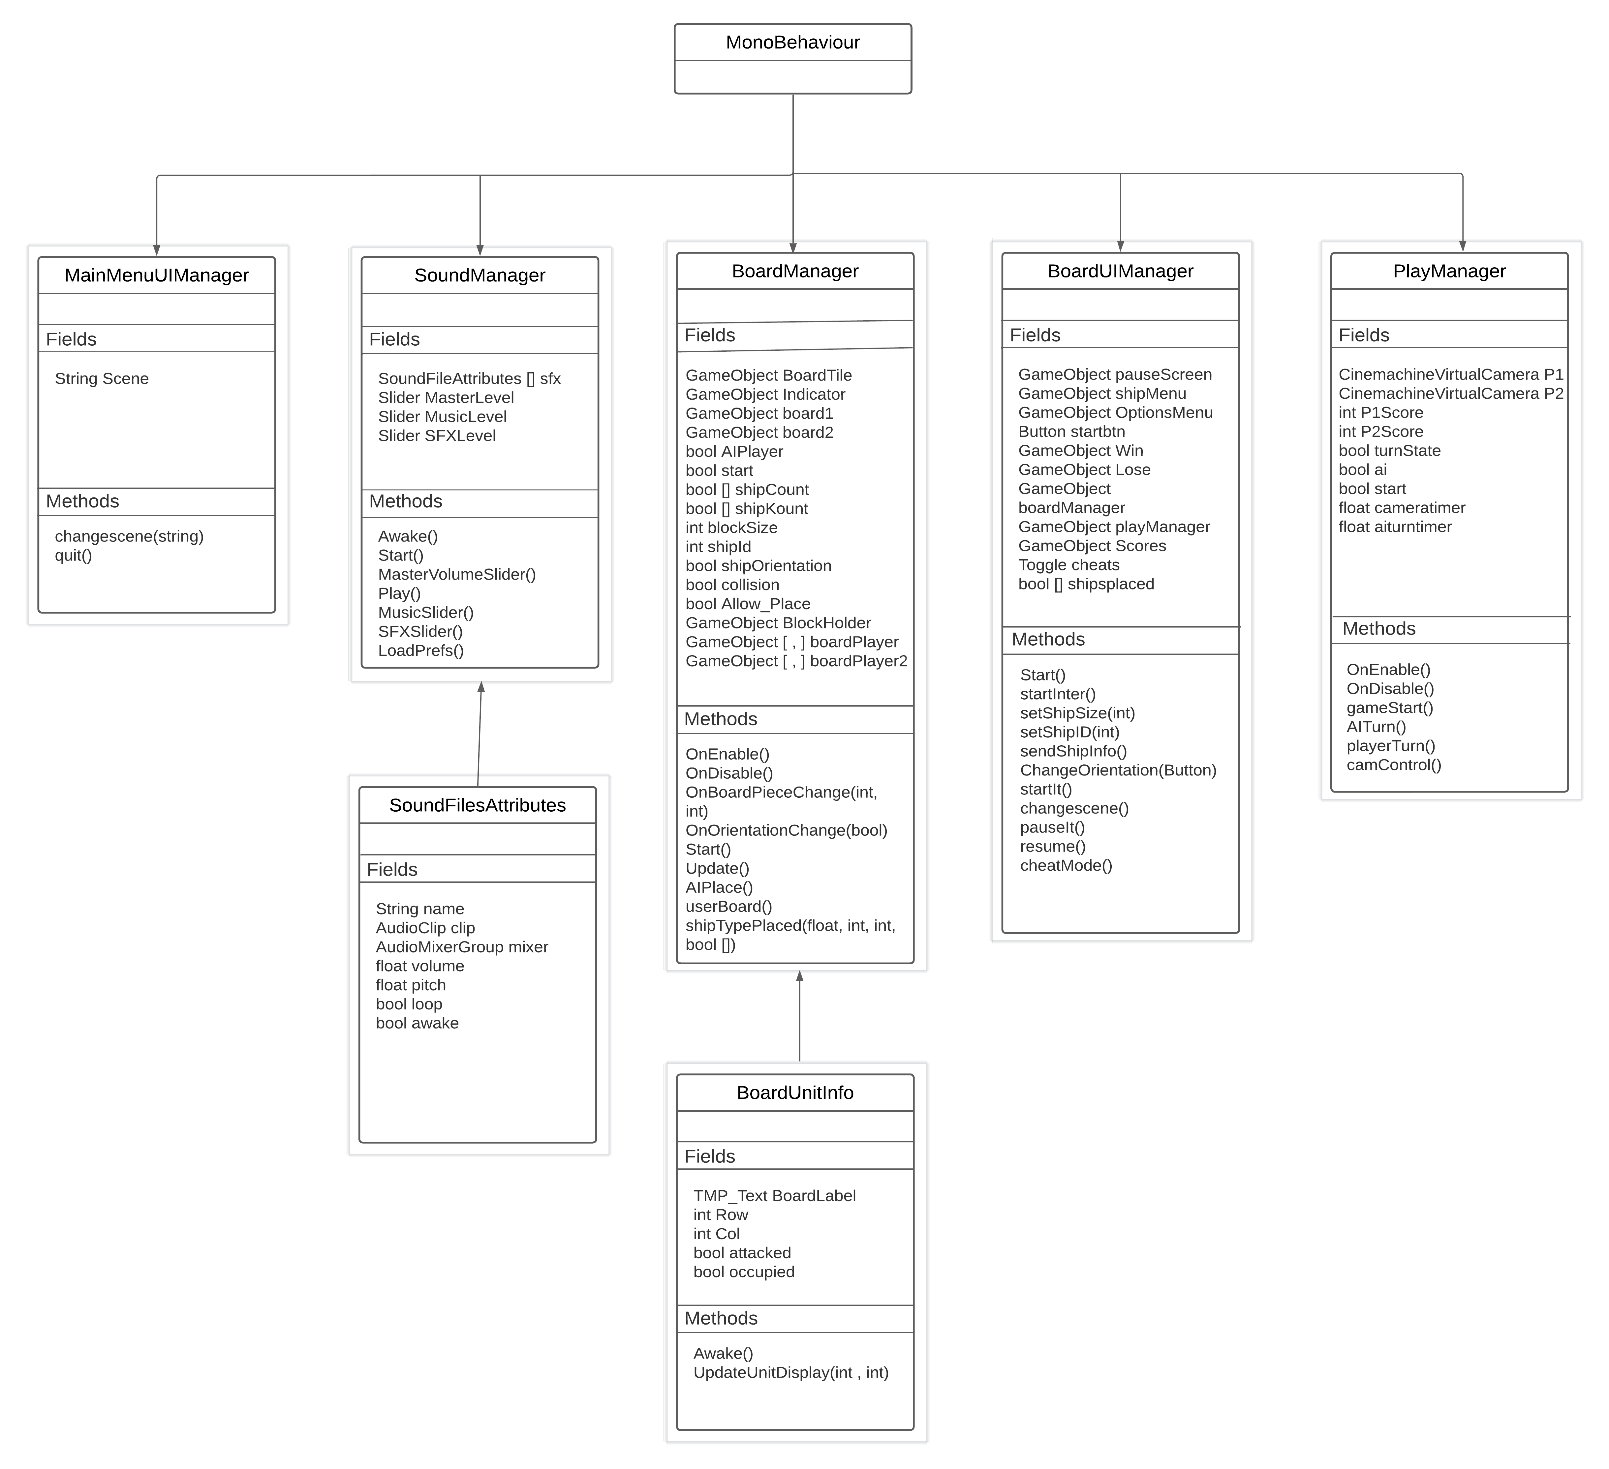 MonoBehaviour
MainMenuUIManager
Fields
String Scene
Methods
changescene(string)
quit()
SoundManager
Fields
SoundFileAttributes [] sfx
Slider MasterLevel
Slider MusicLevel
Slider SFXLevel
Methods
Awake()
Start()
MasterVolumeSlider()
Play()
MusicSlider()
SFXSlider()
LoadPrefs()
BoardManager
Fields
GameObject BoardTile
GameObject Indicator
GameObject board1
GameObject board2
bool AIPlayer
bool start
bool [] shipCount
bool [] shipKount
int blockSize
int shipId
bool shipOrientation
bool collision
bool Allow_Place
GameObject BlockHolder
GameObject [ , ] boardPlayer
GameObject [ , ] boardPlayer2
Methods
OnEnable()
OnDisable()
OnBoardPieceChange(int,
int)
OnOrientationChange(bool)
Start()
Update()
AIPlace()
userBoard()
shipTypePlaced(float, int, int,
bool [])
BoardUIManager
Fields
GameObject pauseScreen
GameObject shipMenu
GameObject OptionsMenu
Button startbtn
GameObject Win
GameObject Lose
GameObject
boardManager
GameObject playManager
GameObject Scores
Toggle cheats
bool [] shipsplaced
Methods
Start()
startInter()
setShipSize(int)
setShipID(int)
sendShipInfo()
ChangeOrientation(Button)
startIt()
changescene()
pauseIt()
resume()
cheatMode()
PlayManager
Fields
CinemachineVirtualCamera P1
CinemachineVirtualCamera P2
int P1Score
int P2Score
bool turnState
bool ai
bool start
float cameratimer
float aiturntimer
Methods
OnEnable()
OnDisable()
gameStart()
AITurn()
playerTurn()
camControl()
SoundFilesAttributes
Fields
String name
AudioClip clip
AudioMixerGroup mixer
float volume
float pitch
bool loop
bool awake
BoardUnitInfo
Fields
TMP_Text BoardLabel
int Row
int Col
bool attacked
bool occupied
Methods
Awake()
UpdateUnitDisplay(int , int)